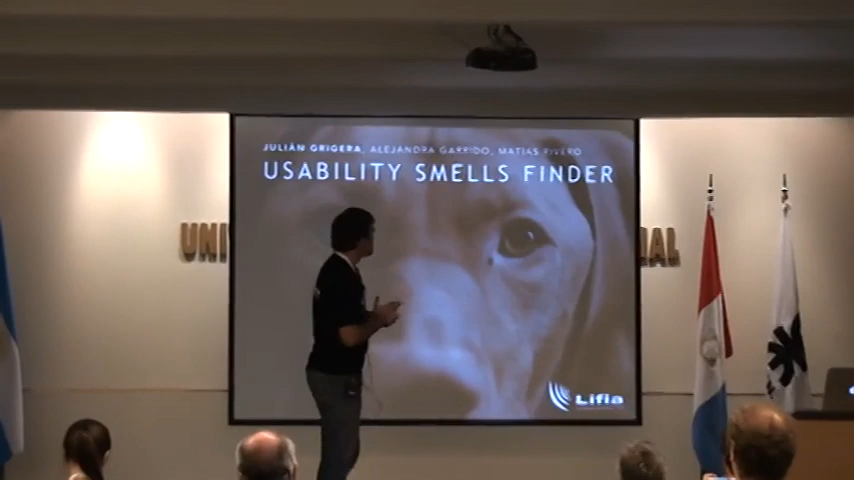 JULIÁN GRIGERA, ALEJANDRA GARRIDO, MATIAS RIVERO
USABILITY SMELLS FINDER
UNI
AL
Lifia